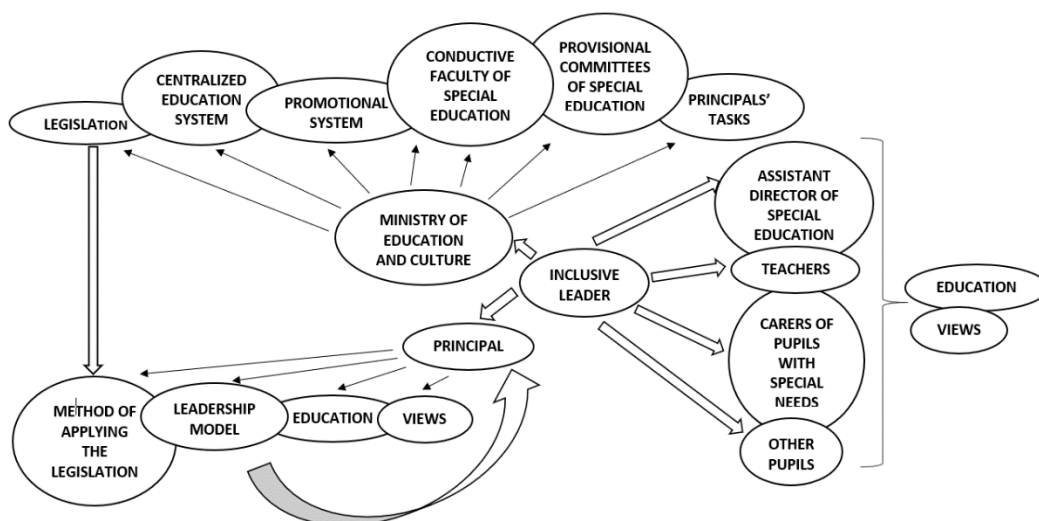 LEGISLATION
CENTRALIZED
EDUCATION
SYSTEM
PROMOTIONAL
SYSTEM
CONDUCTIVE
FACULTY OF
SPECIAL
EDUCATION
PROVISIONAL
COMMITTEES
OF SPECIAL
EDUCATION
PRINCIPALS’
TASKS
MINISTRY OF
EDUCATION
AND CULTURE
INCLUSIVE
LEADER
ASSISTANT
DIRECTOR OF
SPECIAL
EDUCATION
TEACHERS
CARERS OF
PUPILS
WITH
SPECIAL
NEEDS
OTHER
PUPILS
EDUCATION
VIEWS
PRINCIPAL
METHOD OF
APPLYING
THE
LEGISLATION
LEADERSHIP
MODEL
EDUCATION
VIEWS